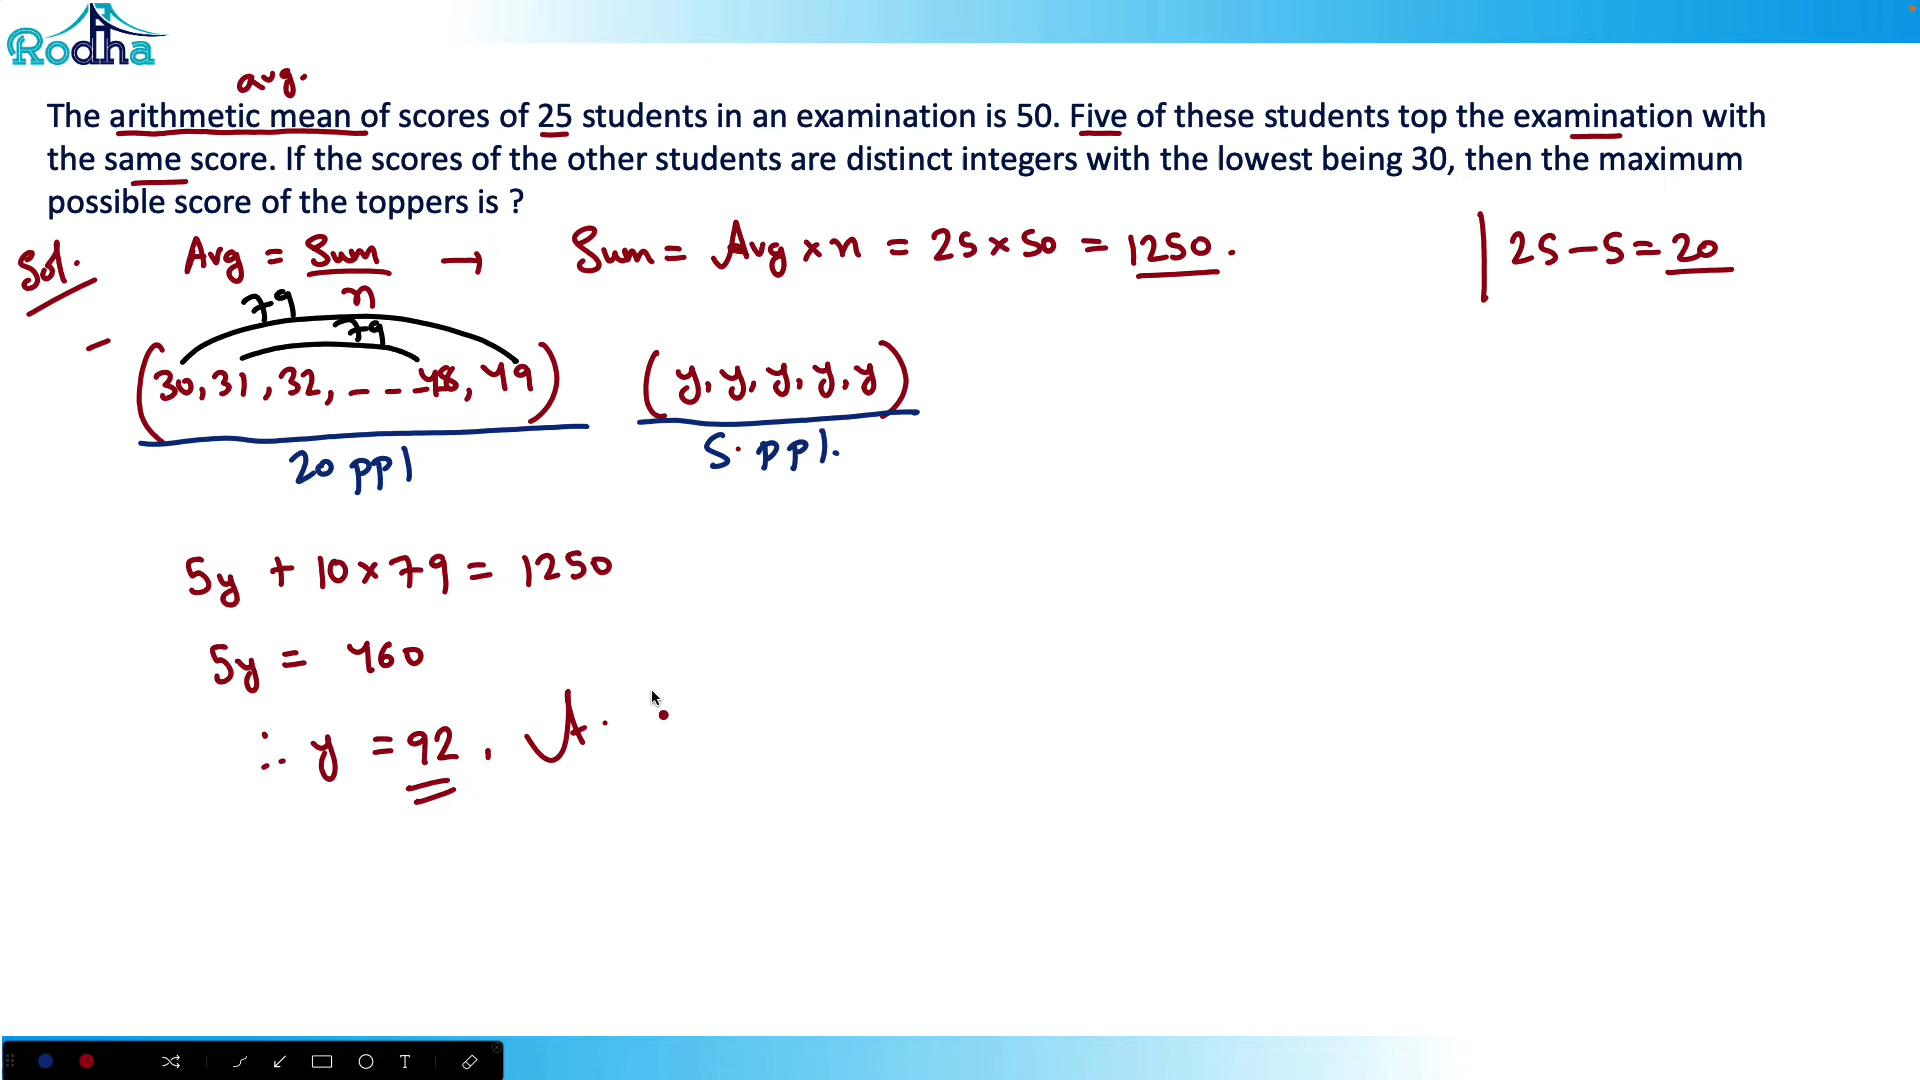 Rodha
avg.
The arithmetic mean of scores of 25 students in an examination is 50. Five of these students top the examination with
the same score. If the scores of the other students are distinct integers with the lowest being 30, then the maximum
possible score of the toppers is ?
Sol. Avg = Sum/n → Sum = Avg × n = 25 × 50 = 1250. | 25 - 5 = 20
79
79
(30, 31, 32, - - - 48, 49) (y, y, y, y, y)
20 ppl 5. ppl.
5y + 10 × 79 = 1250
5y = 460
∴ y = 92.
T